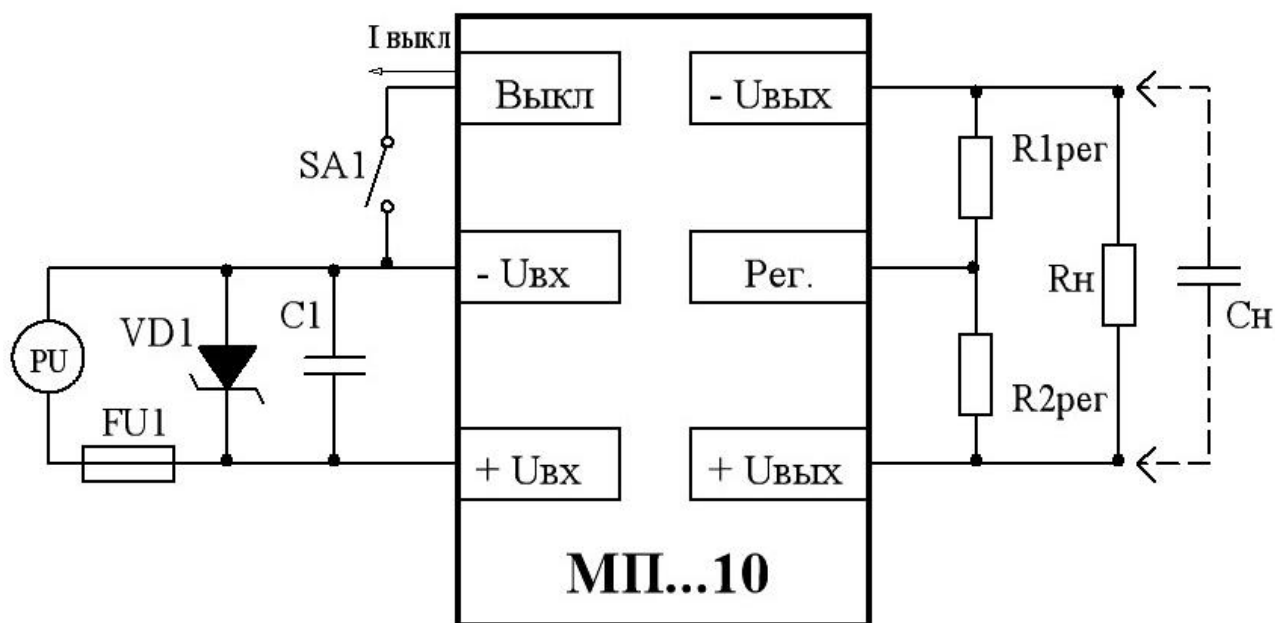 I выкл
Выкл
- Uвых
SA1
R1рег
- Uвх
Рег.
Rн
Cн
VD1
C1
PU
FU1
R2рег
+ Uвх
+ Uвых
МП...10